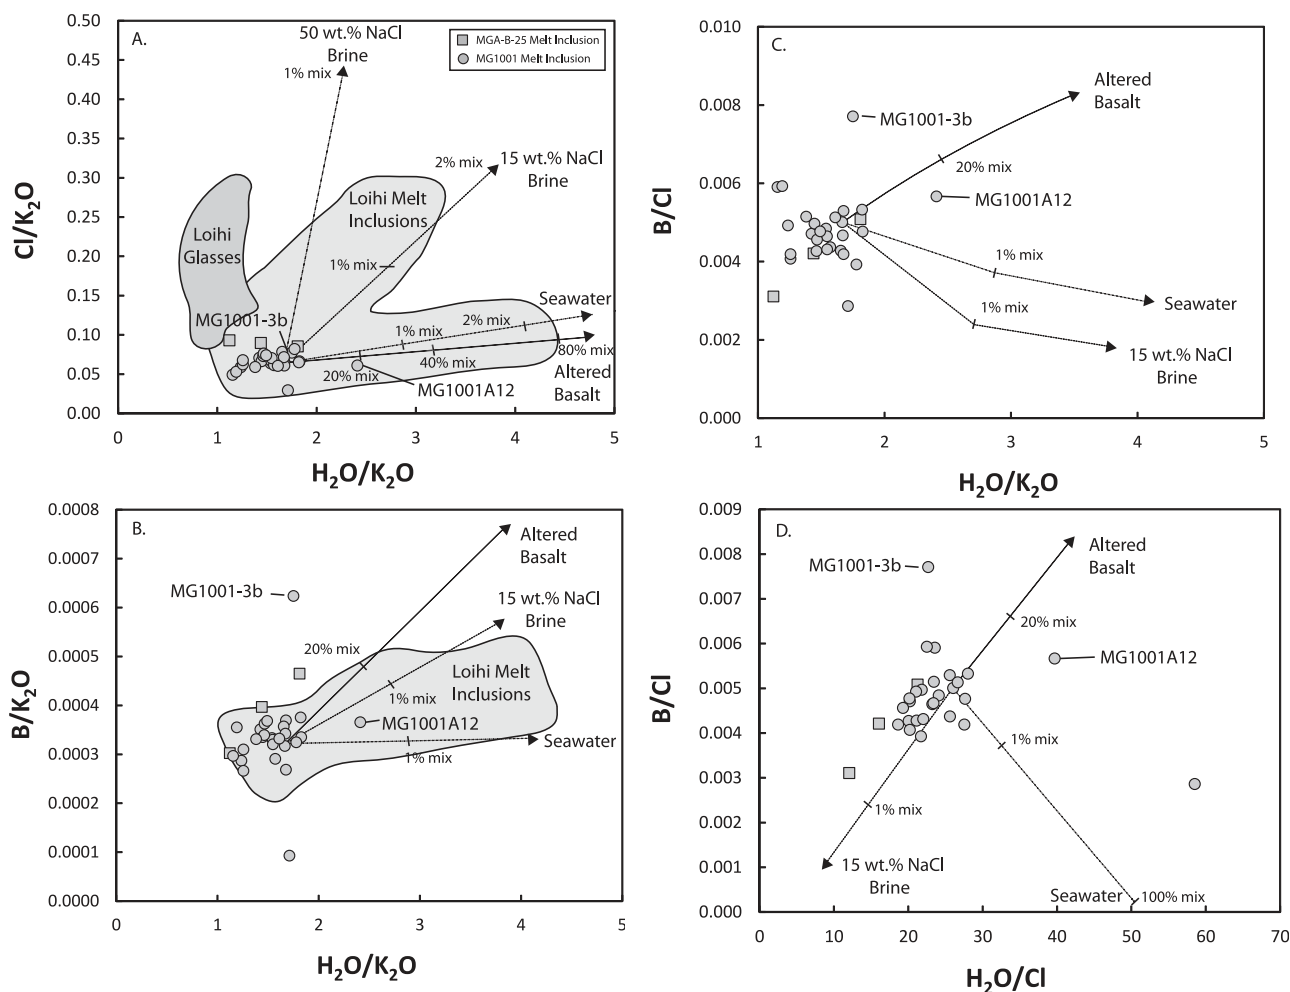 A.
0.50
0.45
0.40
0.35
0.30
0.25
0.20
0.15
0.10
0.05
0.00
Cl/K₂O
50 wt.% NaCl
Brine
1% mix
MGA-B-25 Melt Inclusion
MG1001 Melt Inclusion
2% mix
15 wt.% NaCl
Brine
Loihi Melt
Inclusions
Loihi
Glasses
1% mix
MG1001-3b
Seawater
1% mix
2% mix
20% mix
40% mix
80% mix
Altered
Basalt
MG1001A12
0
1
2
3
4
5
H₂O/K₂O
B.
0.0008
0.0007
0.0006
0.0005
0.0004
0.0003
0.0002
0.0001
0.0000
B/K₂O
Altered
Basalt
MG1001-3b
15 wt.% NaCl
Brine
20% mix
1% mix
Loihi Melt
Inclusions
MG1001A12
Seawater
1% mix
0
1
2
3
4
5
H₂O/K₂O
C.
0.010
0.008
0.006
0.004
0.002
0.000
B/Cl
Altered
Basalt
MG1001-3b
20% mix
MG1001A12
1% mix
Seawater
1% mix
15 wt.% NaCl
Brine
1
2
3
4
5
H₂O/K₂O
D.
0.009
0.008
0.007
0.006
0.005
0.004
0.003
0.002
0.001
0.000
B/Cl
Altered
Basalt
MG1001-3b
20% mix
MG1001A12
1% mix
1% mix
15 wt.% NaCl
Brine
Seawater
100% mix
0
10
20
30
40
50
60
70
H₂O/Cl